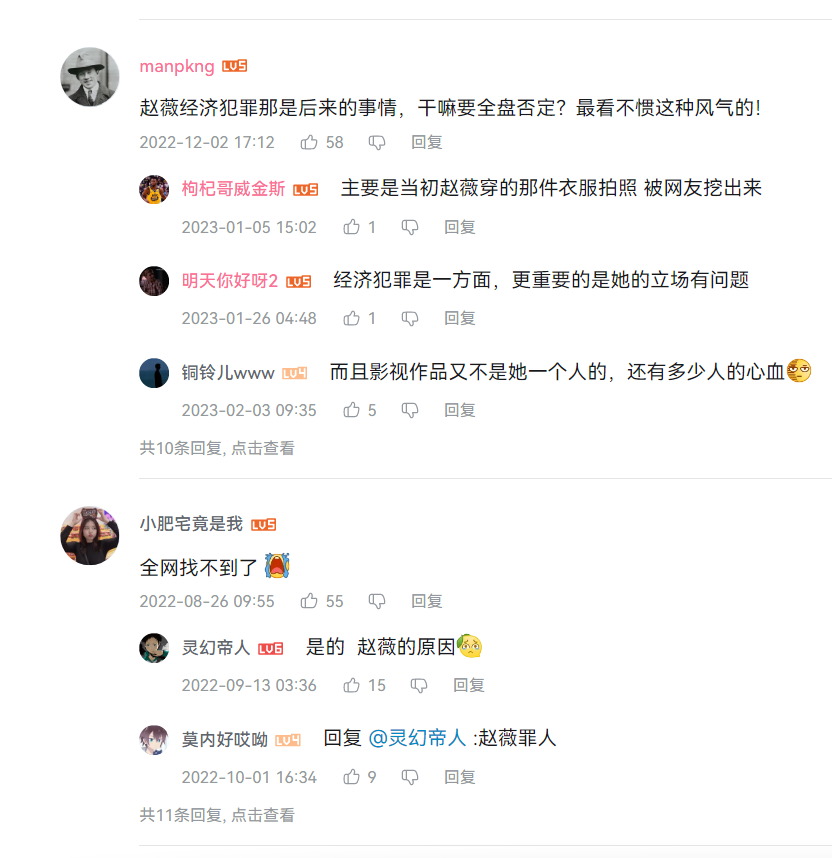 manpkng LV5
赵薇经济犯罪那是后来的事情，干嘛要全盘否定？最看不惯这种风气的！
2022-12-02 17:12 58 回复
枸杞哥威金斯 LV5 主要是当初赵薇穿的那件衣服拍照 被网友挖出来
2023-01-05 15:02 1 回复
明天你好呀2 LV5 经济犯罪是一方面，更重要的是她的立场有问题
2023-01-26 04:48 1 回复
铜铃儿www LV4 而且影视作品又不是她一个人的，还有多少人的心血
2023-02-03 09:35 5 回复
共10条回复, 点击查看
小肥宅竟是我 LV5
全网找不到了
2022-08-26 09:55 55 回复
灵幻帝人 LV6 是的 赵薇的原因
2022-09-13 03:36 15 回复
莫内好哎呦 LV4 回复 @灵幻帝人 :赵薇罪人
2022-10-01 16:34 9 回复
共11条回复, 点击查看